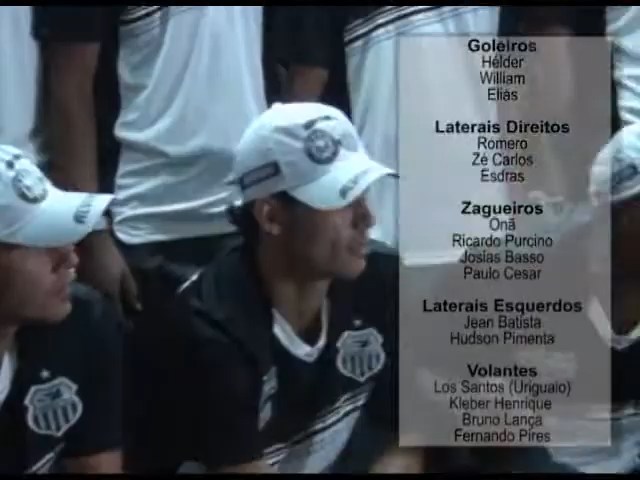 Goleiros
Hélder
William
Elias
Laterais Direitos
Romero
Zé Carlos
Esdras
Zagueiros
Onã
Ricardo Purcino
Josias Basso
Paulo Cesar
Laterais Esquerdos
Jean Batista
Hudson Pimenta
Volantes
Los Santos (Uriguaio)
Kleber Henrique
Bruno Lança
Fernando Pires